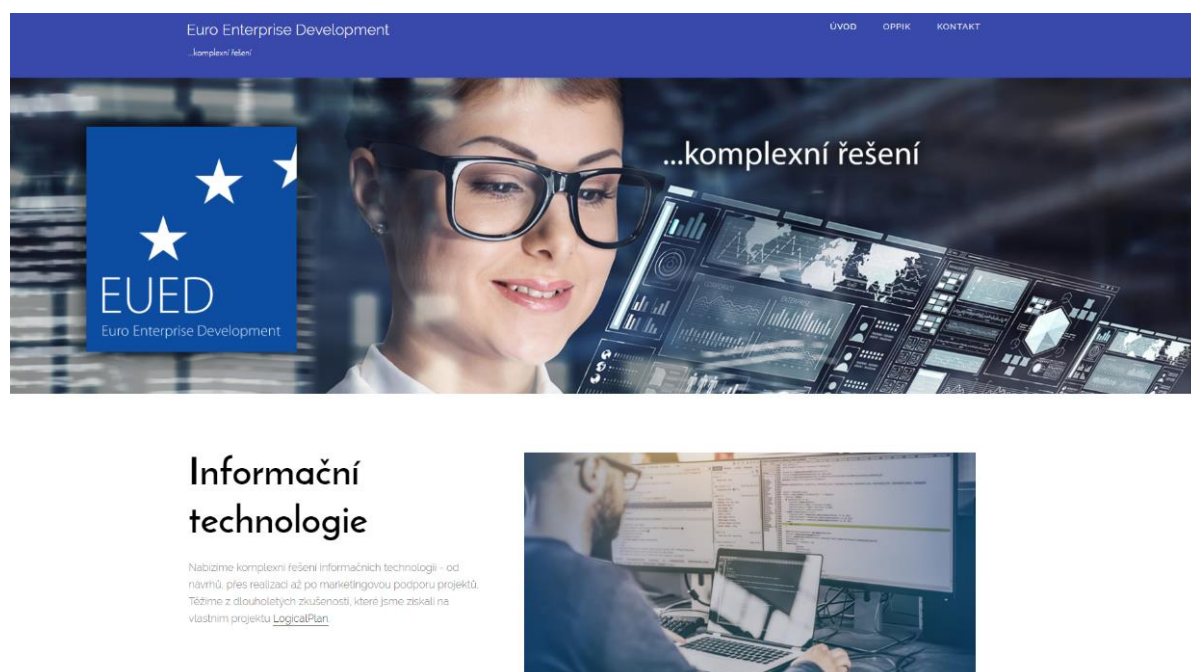 Euro Enterprise Development
...komplexní řešení
ÚVOD OPPIK KONTAKT
...komplexní řešení
EUED
Euro Enterprise Development
CORPORATE ENTERPRIZE
Informační
technologie
Nabízíme komplexní řešení informačních technologií - od
návrhů, přes realizaci až po marketingovou podporu projektů.
Těžíme z dlouholetých zkušeností, které jsme získali na
vlastním projektu LogicalPlan.